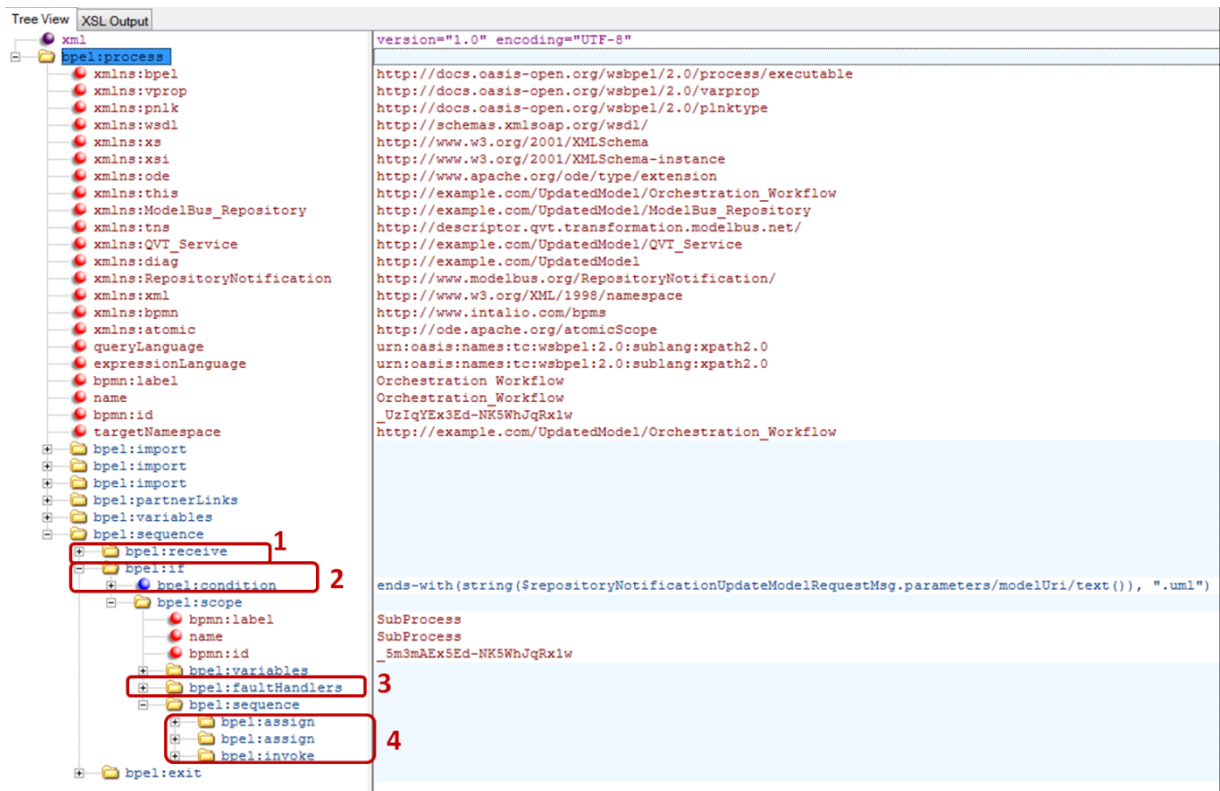 Tree View XSL Output
xml version="1.0" encoding="UTF-8"
bpel:process
xmlns:bpel http://docs.oasis-open.org/wsbpel/2.0/process/executable
xmlns:vprop http://docs.oasis-open.org/wsbpel/2.0/varprop
xmlns:pnlk http://docs.oasis-open.org/wsbpel/2.0/plnktype
xmlns:wsdl http://schemas.xmlsoap.org/wsdl/
xmlns:xs http://www.w3.org/2001/XMLSchema
xmlns:xsi http://www.w3.org/2001/XMLSchema-instance
xmlns:ode http://www.apache.org/ode/type/extension
xmlns:this http://example.com/UpdatedModel/Orchestration_Workflow
xmlns:ModelBus_Repository http://example.com/UpdatedModel/ModelBus_Repository
xmlns:tns http://descriptor.qvt.transformation.modelbus.net/
xmlns:QVT_Service http://example.com/UpdatedModel/QVT_Service
xmlns:diag http://example.com/UpdatedModel
xmlns:RepositoryNotification http://www.modelbus.org/RepositoryNotification/
xmlns:xml http://www.w3.org/XML/1998/namespace
xmlns:bpmn http://www.intalio.com/bpms
xmlns:atomic http://ode.apache.org/atomicScope
queryLanguage urn:oasis:names:tc:wsbpel:2.0:sublang:xpath2.0
expressionLanguage urn:oasis:names:tc:wsbpel:2.0:sublang:xpath2.0
bpmn:label Orchestration Workflow
name Orchestration_Workflow
bpmn:id _UzIqYEx3Ed-NK5WhJqRx1w
targetNamespace http://example.com/UpdatedModel/Orchestration_Workflow
bpel:import
bpel:import
bpel:import
bpel:partnerLinks
bpel:variables
bpel:sequence
bpel:receive 1
bpel:if
bpel:condition 2 ends-with(string($repositoryNotificationUpdateModelRequestMsg.parameters/modelUri/text()), ".uml")
bpel:scope
bpmn:label SubProcess
name SubProcess
bpmn:id _5m3mAEx5Ed-NK5WhJqRx1w
bpel:variables
bpel:faultHandlers 3
bpel:sequence
bpel:assign
bpel:assign 4
bpel:invoke
bpel:exit